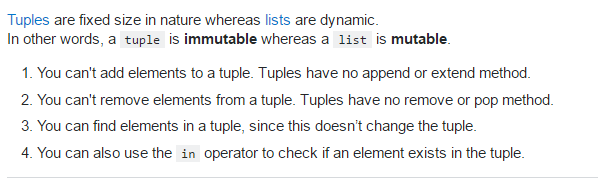 Tuples are fixed size in nature whereas lists are dynamic.
In other words, a tuple is immutable whereas a list is mutable.
1. You can't add elements to a tuple. Tuples have no append or extend method.
2. You can't remove elements from a tuple. Tuples have no remove or pop method.
3. You can find elements in a tuple, since this doesn’t change the tuple.
4. You can also use the in operator to check if an element exists in the tuple.